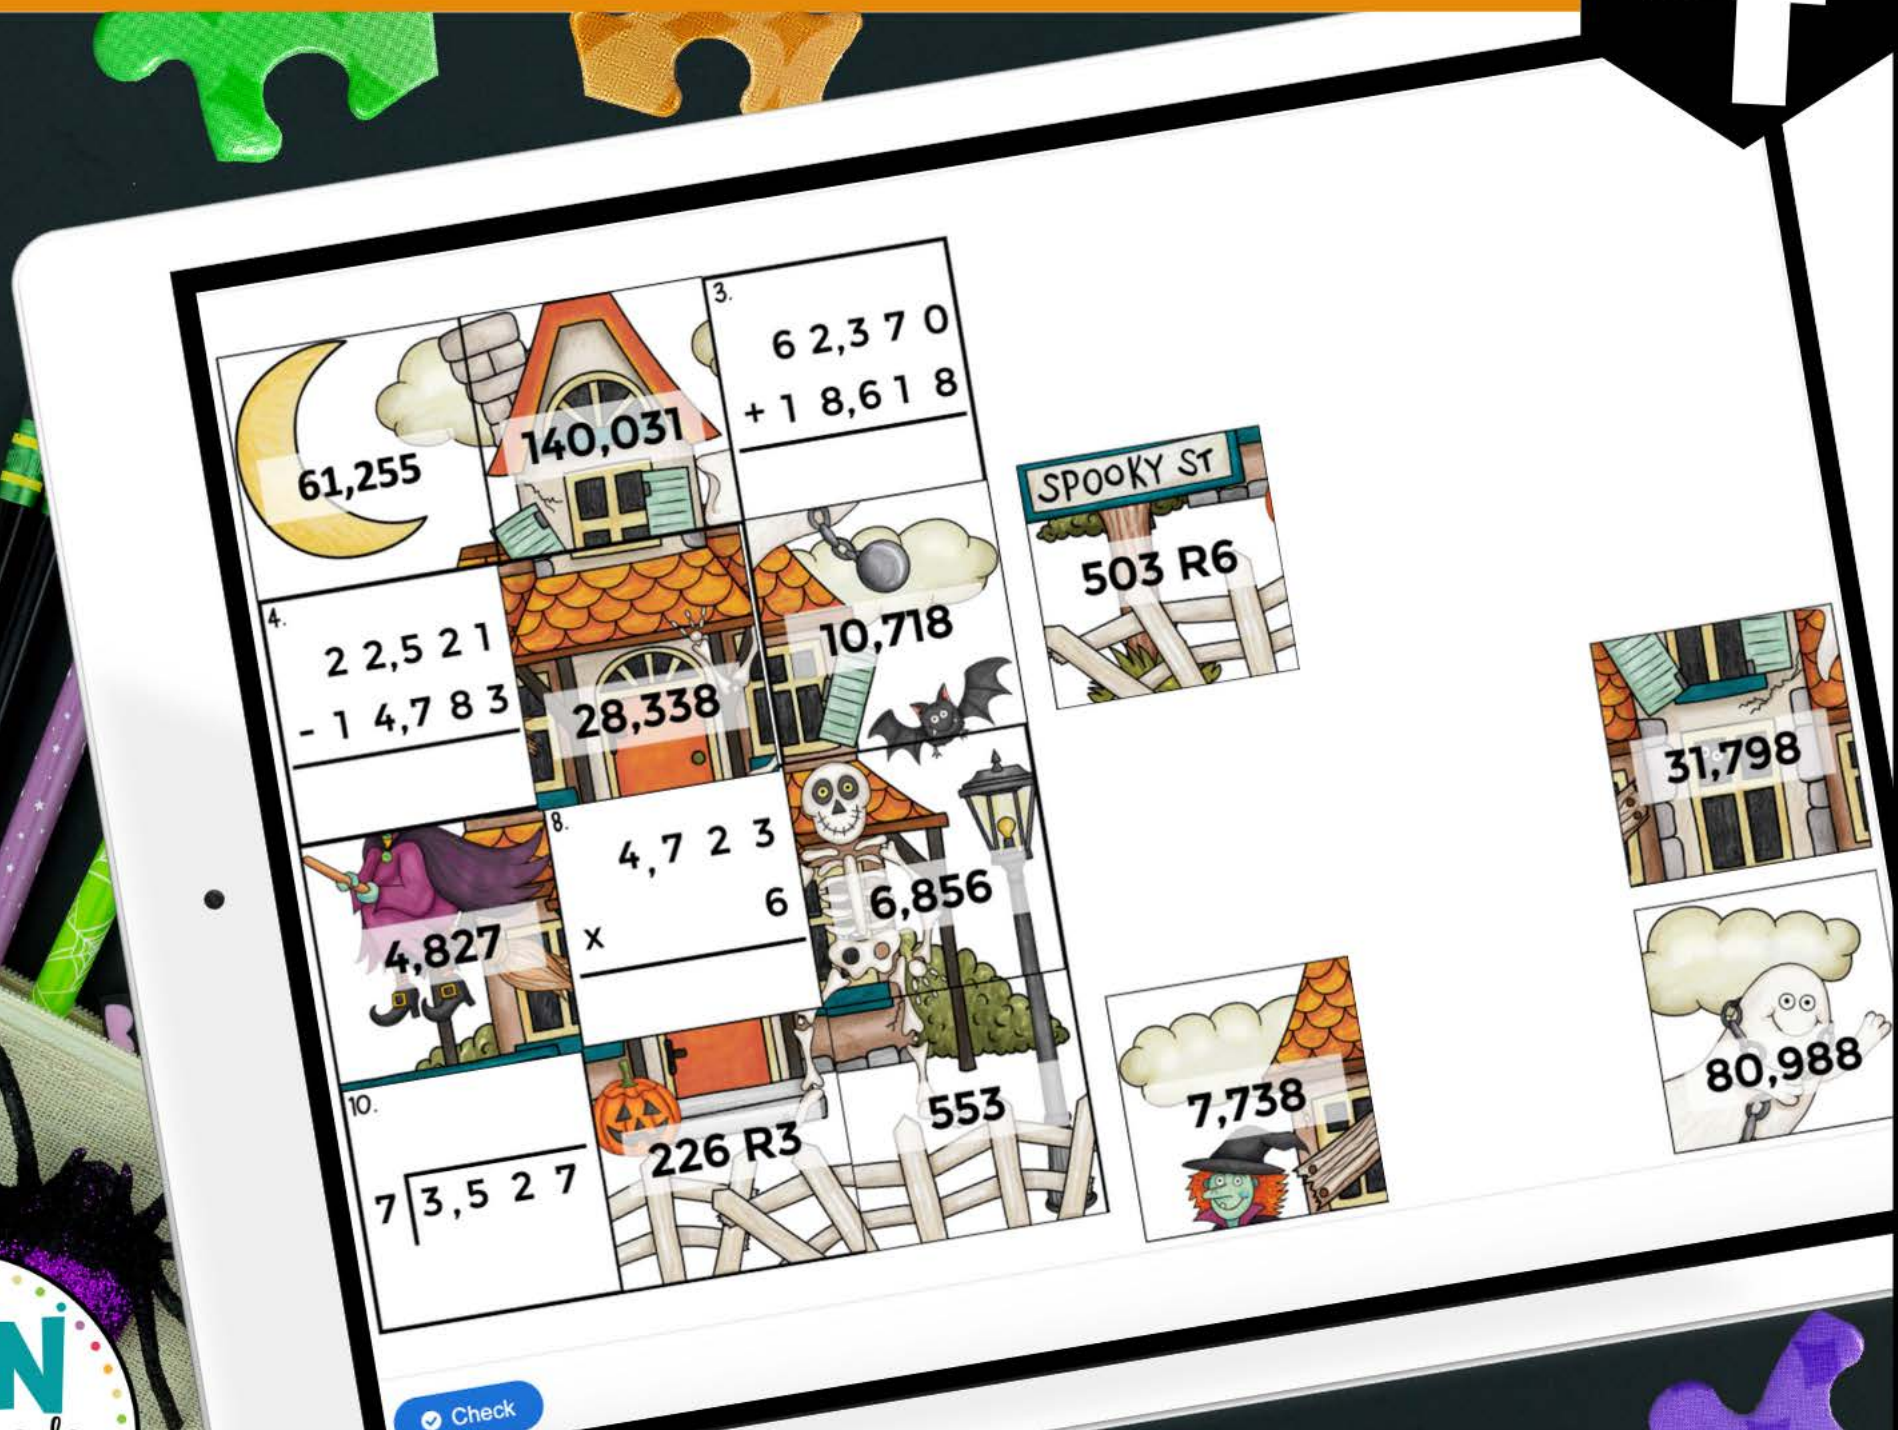 61,255
140,031
3.
6 2,3 7 0
+ 1 8,6 1 8
4.
2 2,5 2 1
- 1 4,7 8 3
28,338
10,718
SPOOKY ST
503 R6
31,798
4,827
8.
4,7 2 3
x 6
6,856
10.
7 3,5 2 7
226 R3
553
7,738
80,988
Check
N